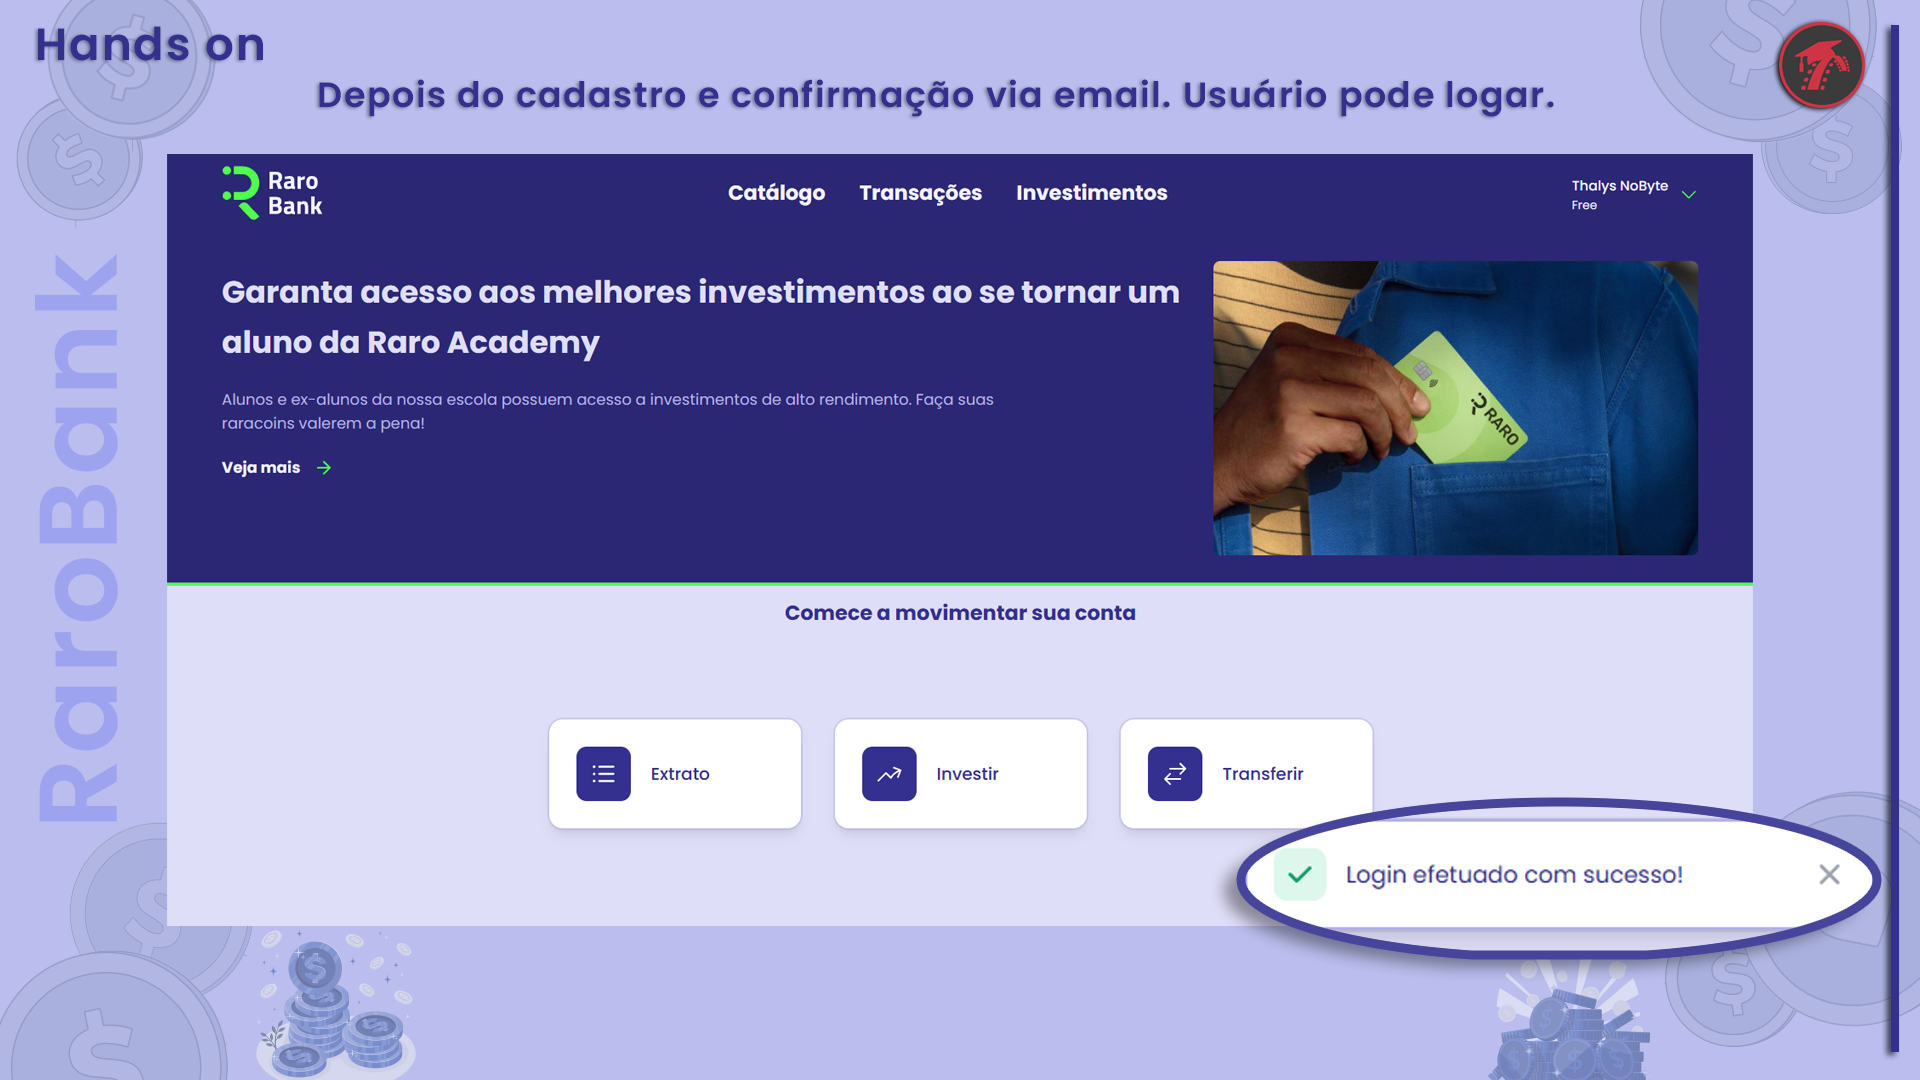 Hands on
Depois do cadastro e confirmação via email. Usuário pode logar.
RaroBank
Raro
Bank
Catálogo
Transações
Investimentos
Thalys NoByte
Free
Garanta acesso aos melhores investimentos ao se tornar um
aluno da Raro Academy
Alunos e ex-alunos da nossa escola possuem acesso a investimentos de alto rendimento. Faça suas
raracoins valerem a pena!
Veja mais
RARO
Comece a movimentar sua conta
Extrato
Investir
Transferir
Login efetuado com sucesso!